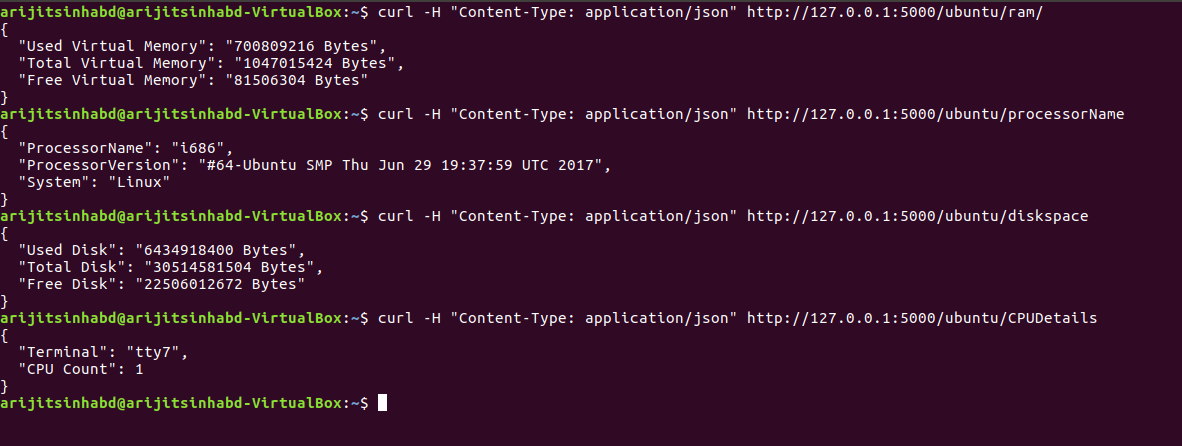 arijitsinhabd@arijitsinhabd-VirtualBox:~$ curl -H "Content-Type: application/json" http://127.0.0.1:5000/ubuntu/ram/
{
  "Used Virtual Memory": "700809216 Bytes",
  "Total Virtual Memory": "1047015424 Bytes",
  "Free Virtual Memory": "81506304 Bytes"
}
arijitsinhabd@arijitsinhabd-VirtualBox:~$ curl -H "Content-Type: application/json" http://127.0.0.1:5000/ubuntu/processorName
{
  "ProcessorName": "i686",
  "ProcessorVersion": "#64-Ubuntu SMP Thu Jun 29 19:37:59 UTC 2017",
  "System": "Linux"
}
arijitsinhabd@arijitsinhabd-VirtualBox:~$ curl -H "Content-Type: application/json" http://127.0.0.1:5000/ubuntu/diskspace
{
  "Used Disk": "6434918400 Bytes",
  "Total Disk": "30514581504 Bytes",
  "Free Disk": "22506012672 Bytes"
}
arijitsinhabd@arijitsinhabd-VirtualBox:~$ curl -H "Content-Type: application/json" http://127.0.0.1:5000/ubuntu/CPUDetails
{
  "Terminal": "tty7",
  "CPU Count": 1
}
arijitsinhabd@arijitsinhabd-VirtualBox:~$